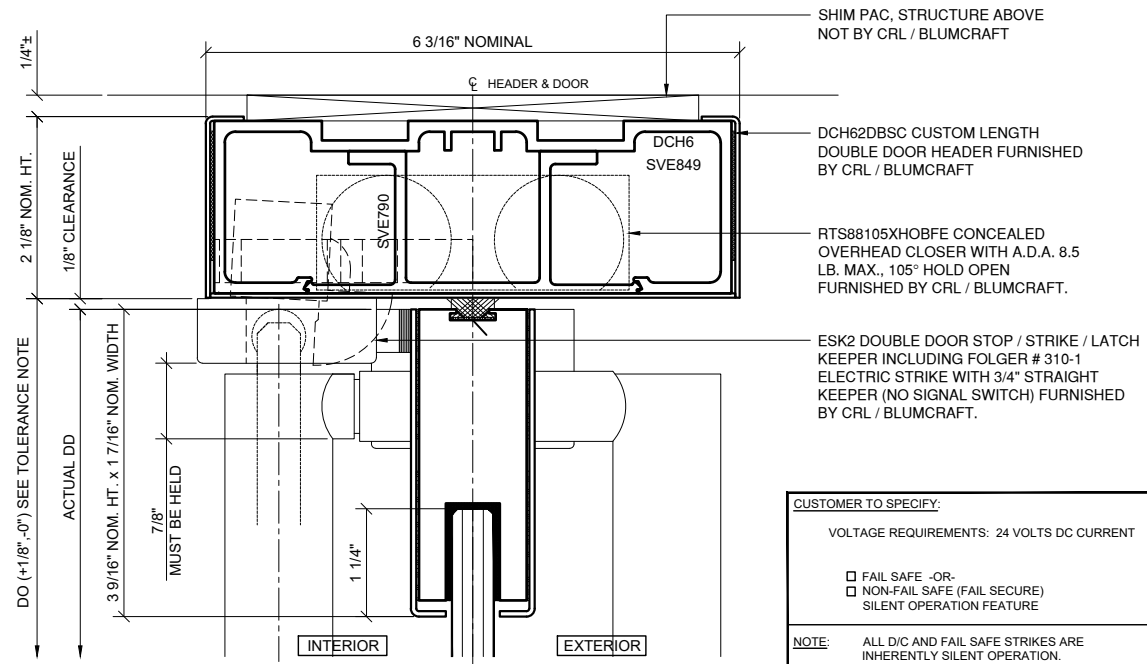 6 3/16" NOMINAL
1/4"±
℄ HEADER & DOOR
SHIM PAC, STRUCTURE ABOVE
NOT BY CRL / BLUMCRAFT
DCH6
SVE849
SVE790
DCH62DBSC CUSTOM LENGTH
DOUBLE DOOR HEADER FURNISHED
BY CRL / BLUMCRAFT
2 1/8" NOM. HT.
1/8" CLEARANCE
RTS88105XHOBFE CONCEALED
OVERHEAD CLOSER WITH A.D.A. 8.5
LB. MAX., 105° HOLD OPEN
FURNISHED BY CRL / BLUMCRAFT.
ESK2 DOUBLE DOOR STOP / STRIKE / LATCH
KEEPER INCLUDING FOLGER # 310-1
ELECTRIC STRIKE WITH 3/4" STRAIGHT
KEEPER (NO SIGNAL SWITCH) FURNISHED
BY CRL / BLUMCRAFT.
DO (+1/8",-0") SEE TOLERANCE NOTE
ACTUAL DD
3 9/16" NOM. HT. x 1 7/16" NOM. WIDTH
7/8"
MUST BE HELD
1 1/4"
INTERIOR
EXTERIOR
CUSTOMER TO SPECIFY:
VOLTAGE REQUIREMENTS: 24 VOLTS DC CURRENT
FAIL SAFE -OR-
NON-FAIL SAFE (FAIL SECURE)
SILENT OPERATION FEATURE
NOTE: ALL D/C AND FAIL SAFE STRIKES ARE
INHERENTLY SILENT OPERATION.